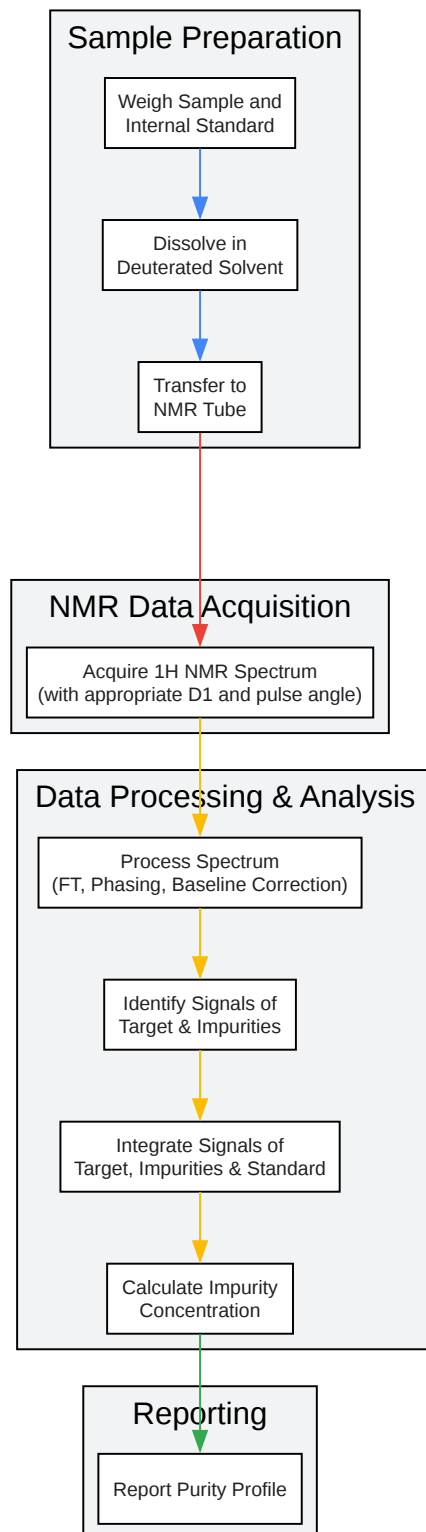 Sample Preparation
Weigh Sample and
Internal Standard
Dissolve in
Deuterated Solvent
Transfer to
NMR Tube
NMR Data Acquisition
Acquire 1H NMR Spectrum
(with appropriate D1 and pulse angle)
Data Processing & Analysis
Process Spectrum
(FT, Phasing, Baseline Correction)
Identify Signals of
Target & Impurities
Integrate Signals of
Target, Impurities & Standard
Calculate Impurity
Concentration
Reporting
Report Purity Profile